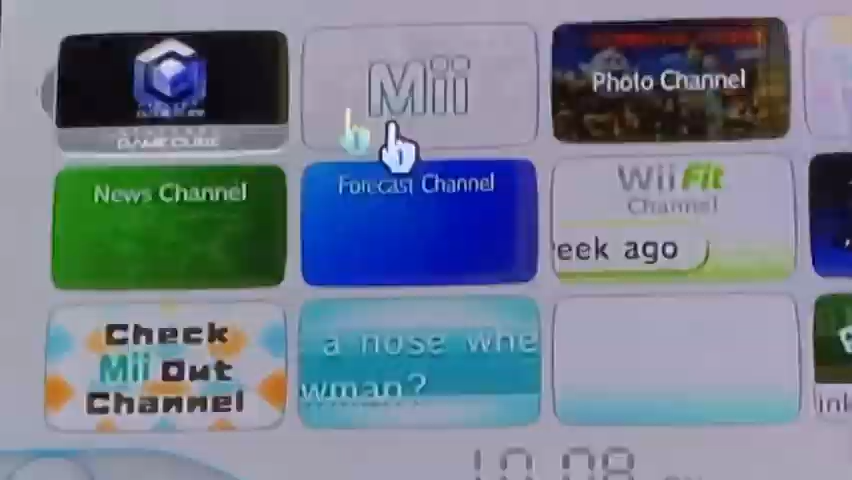 GAMECUBE
Mii
Photo Channel
News Channel
Forecast Channel
Wii Fit
Channel
eek ago
Check
Mii Out
Channel
a nose whe
wman?
ink
10:08